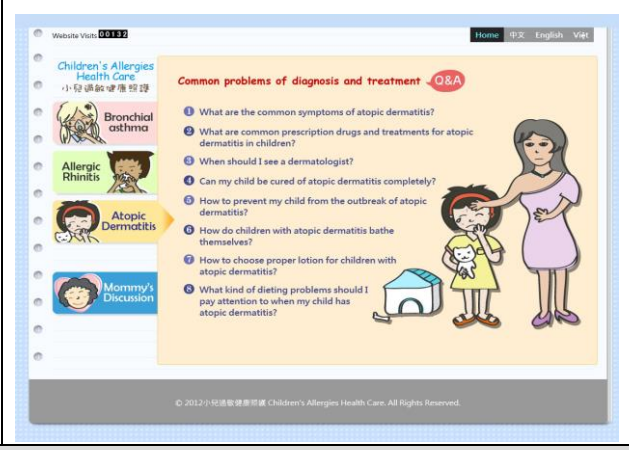 Website Visits 00132
Home 中文 English Việt
Children's Allergies
Health Care
小兒過敏健康照護
Bronchial
asthma
Allergic
Rhinitis
Atopic
Dermatitis
Mommy's
Discussion
Common problems of diagnosis and treatment Q&A
1 What are the common symptoms of atopic dermatitis?
2 What are common prescription drugs and treatments for atopic
dermatitis in children?
3 When should I see a dermatologist?
4 Can my child be cured of atopic dermatitis completely?
5 How to prevent my child from the outbreak of atopic
dermatitis?
6 How do children with atopic dermatitis bathe
themselves?
7 How to choose proper lotion for children with
atopic dermatitis?
8 What kind of dieting problems should I
pay attention to when my child has
atopic dermatitis?
© 2012小兒過敏健康照護 Children's Allergies Health Care. All Rights Reserved.